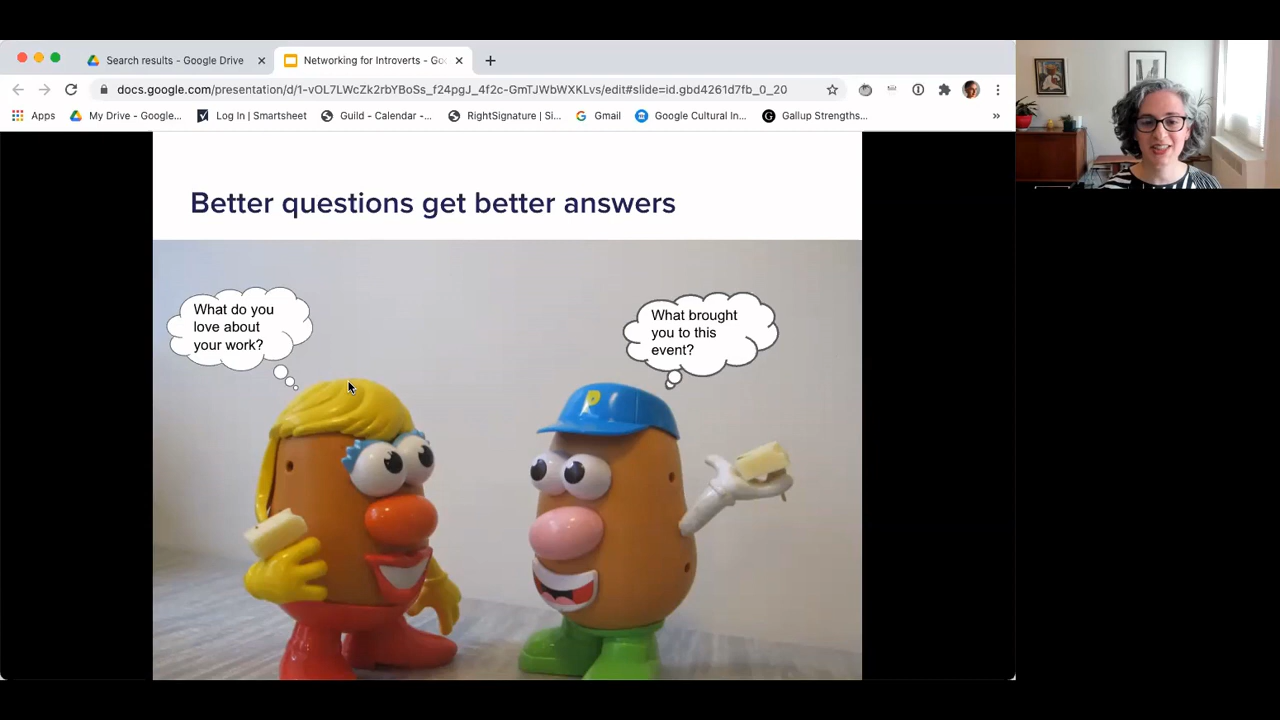 Search results - Google Drive
Networking for Introverts - Go
docs.google.com/presentation/d/1-vOL7LWcZk2rbYBoSs_f24pgJ_4f2c-GmTJWbWXKLvs/edit#slide=id.gbd4261d7fb_0_20
Apps
My Drive - Google...
Log In | Smartsheet
Guild - Calendar -...
RightSignature | Si...
Gmail
Google Cultural In...
Gallup Strengths...
Better questions get better answers
What do you
love about
your work?
What brought
you to this
event?
P